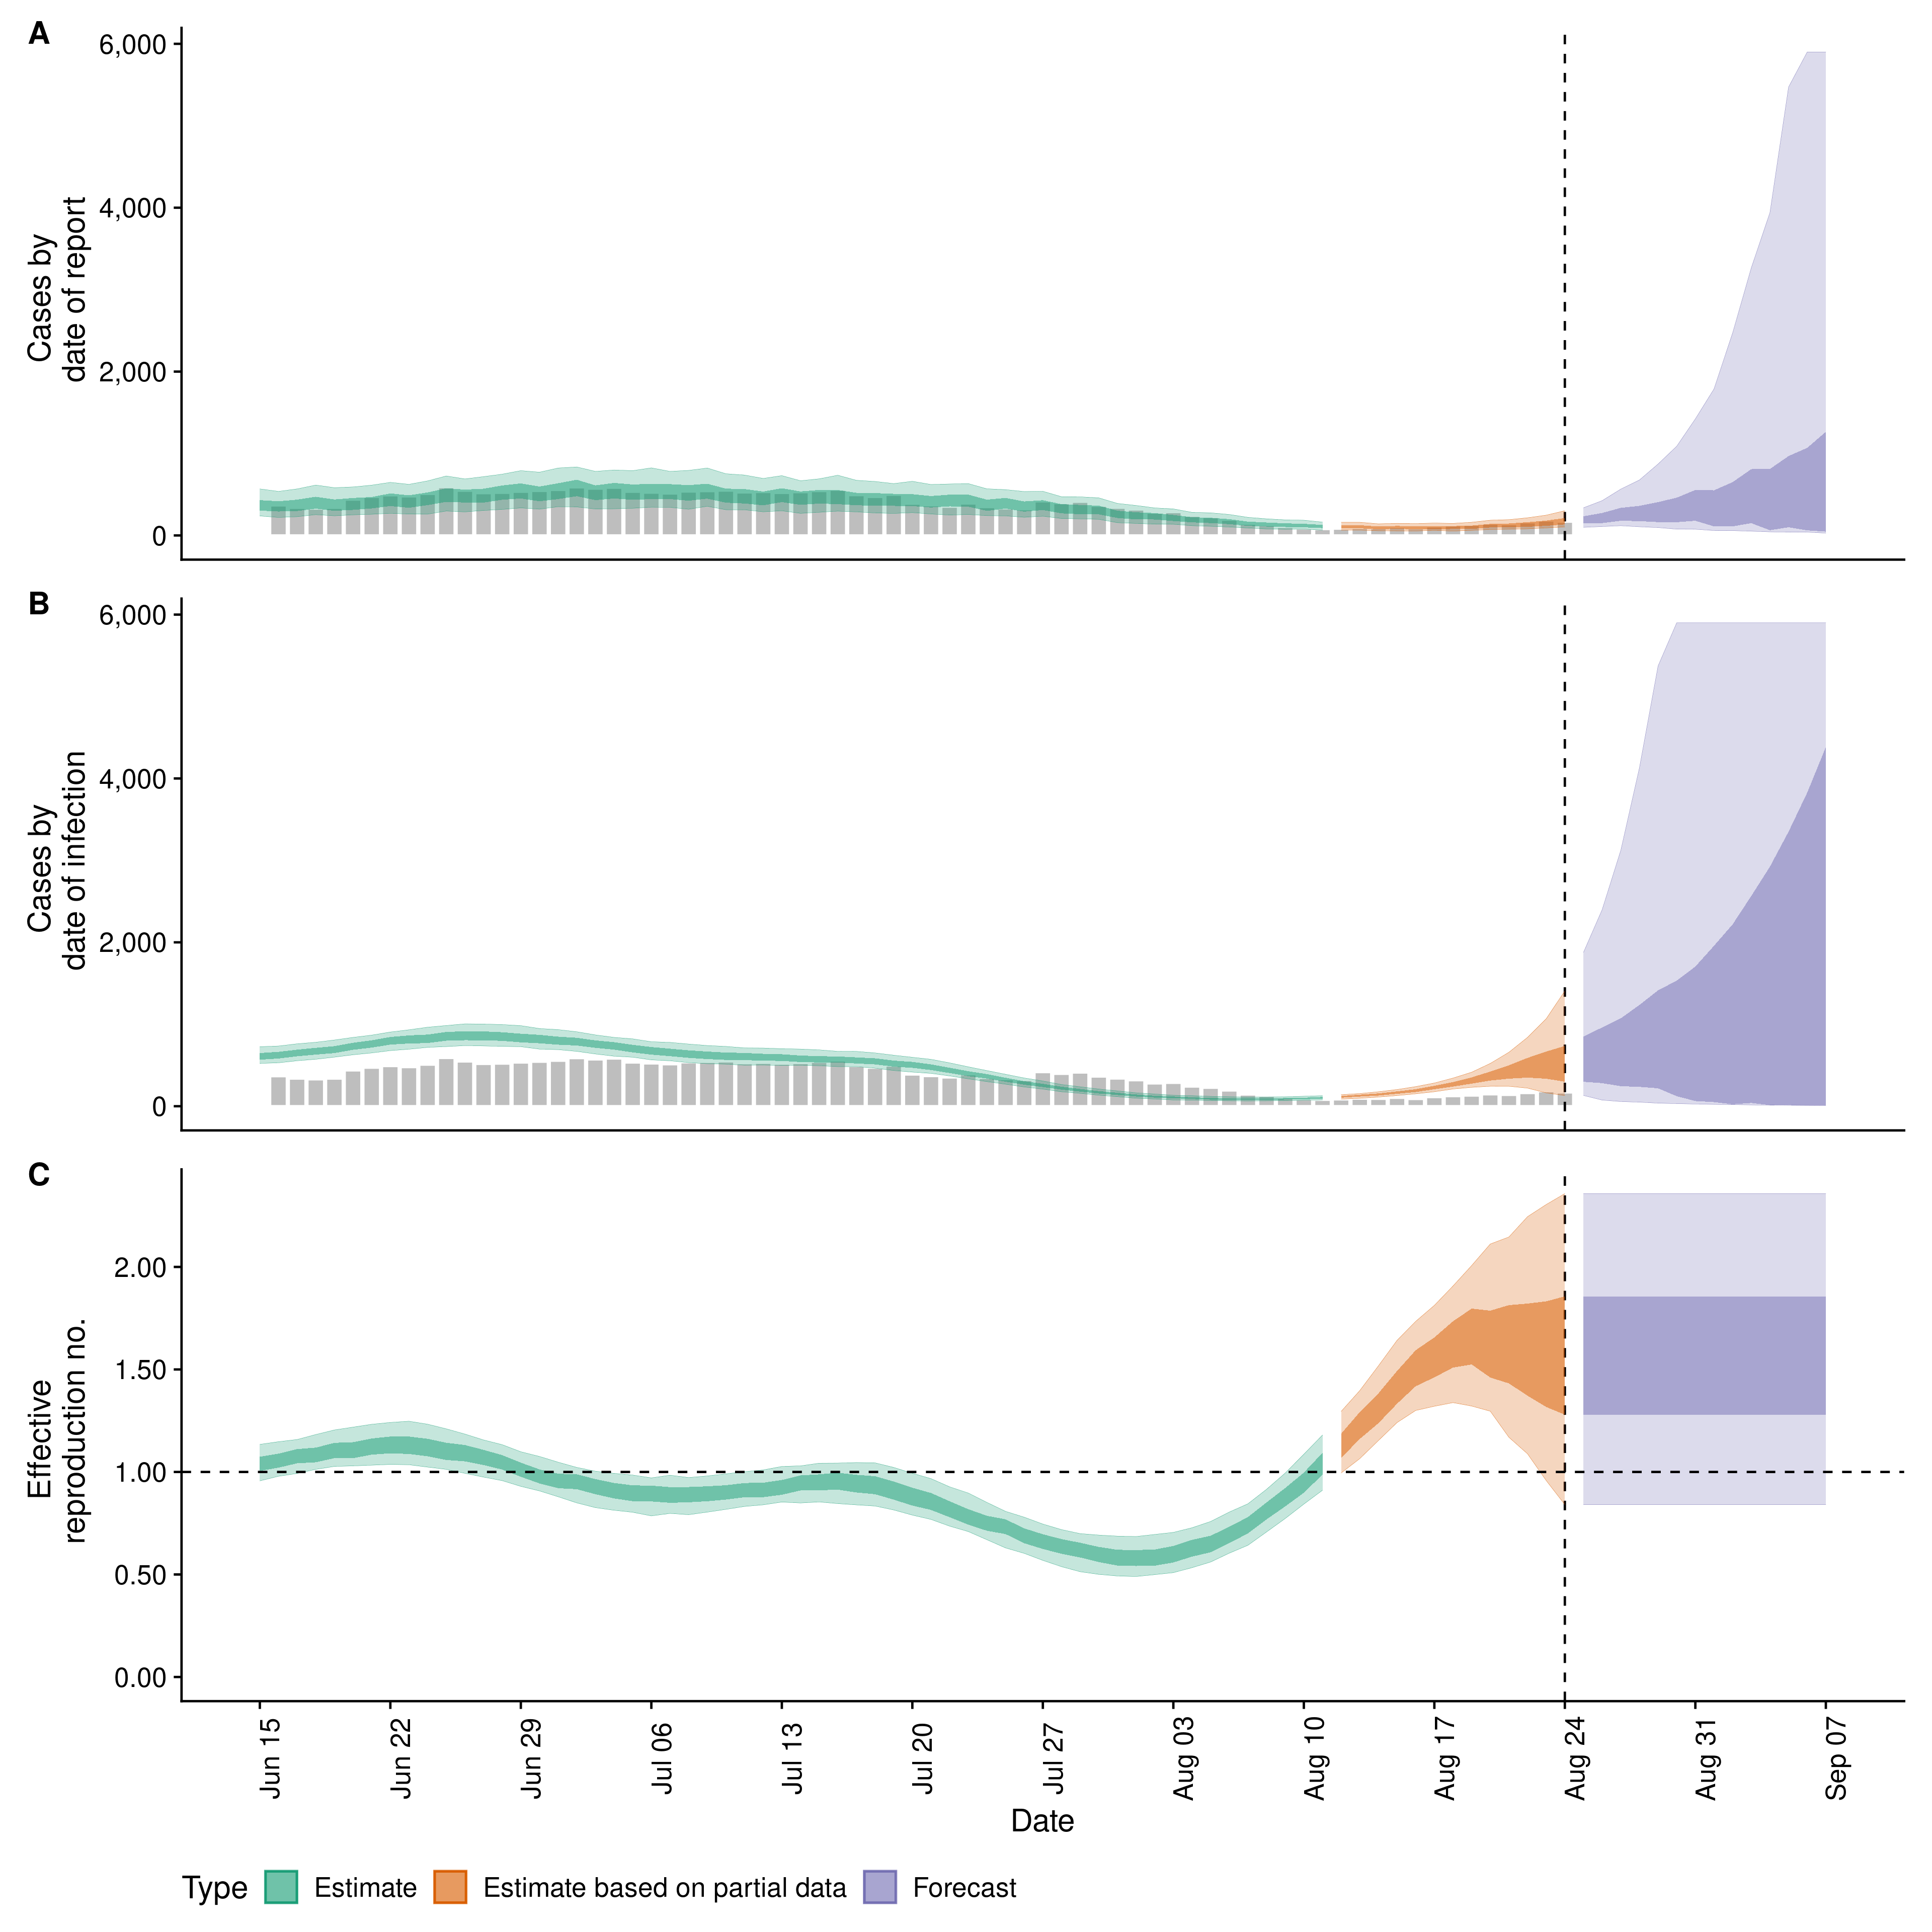 A
6,000
4,000
2,000
0
Cases by
date of report
B
6,000
4,000
2,000
0
Cases by
date of infection
C
2.00
1.50
1.00
0.50
0.00
Effective
reproduction no.
Jun 15
Jun 22
Jun 29
Jul 06
Jul 13
Jul 20
Jul 27
Aug 03
Aug 10
Aug 17
Aug 24
Aug 31
Sep 07
Date
Type Estimate Estimate based on partial data Forecast